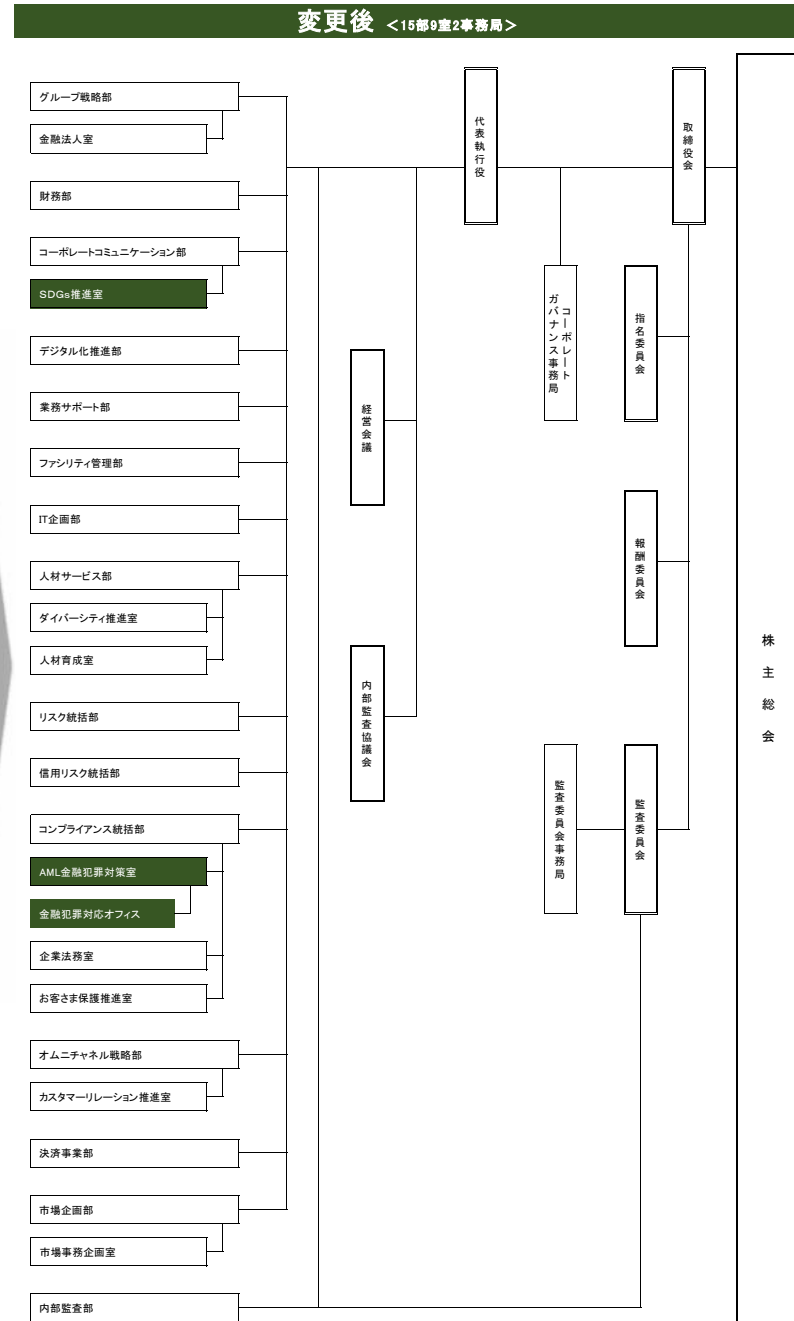 変更後 <15部9室2事務局>
グループ戦略部
金融法人室
財務部
コーポレートコミュニケーション部
SDGs推進室
デジタル化推進部
業務サポート部
ファシリティ管理部
IT企画部
人材サービス部
ダイバーシティ推進室
人材育成室
リスク統括部
信用リスク統括部
コンプライアンス統括部
AML金融犯罪対策室
金融犯罪対応オフィス
企業法務室
お客さま保護推進室
オムニチャネル戦略部
カスタマーリレーション推進室
決済事業部
市場企画部
市場事務企画室
内部監査部
経営会議
内部監査協議会
代表執行役
コーポレート
ガバナンス事務局
監査委員会事務局
取締役会
指名委員会
報酬委員会
監査委員会
株主総会